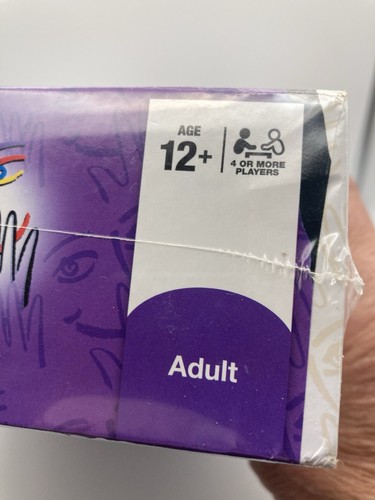 AGE
12+
4 OR MORE
PLAYERS
Adult